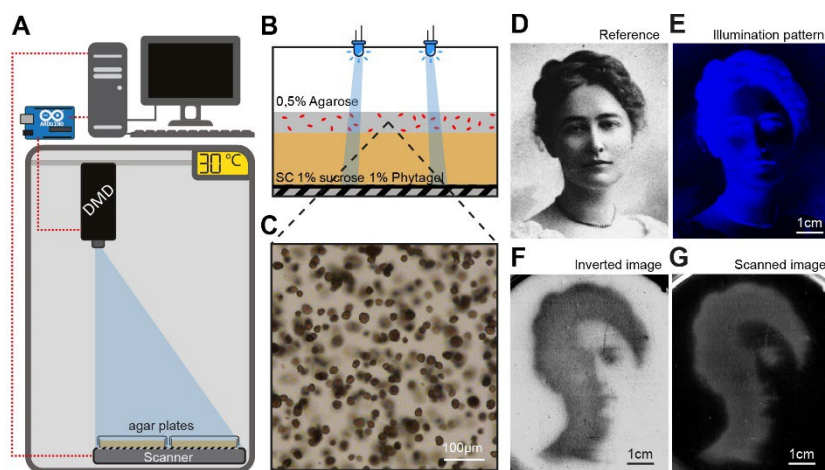 A
ARDUINO
30 °C
DMD
agar plates
Scanner
B
0,5% Agarose
SC 1% sucrose 1% Phytagel
C
100µm
D
Reference
E
Illumination pattern
1cm
F
Inverted image
1cm
G
Scanned image
1cm